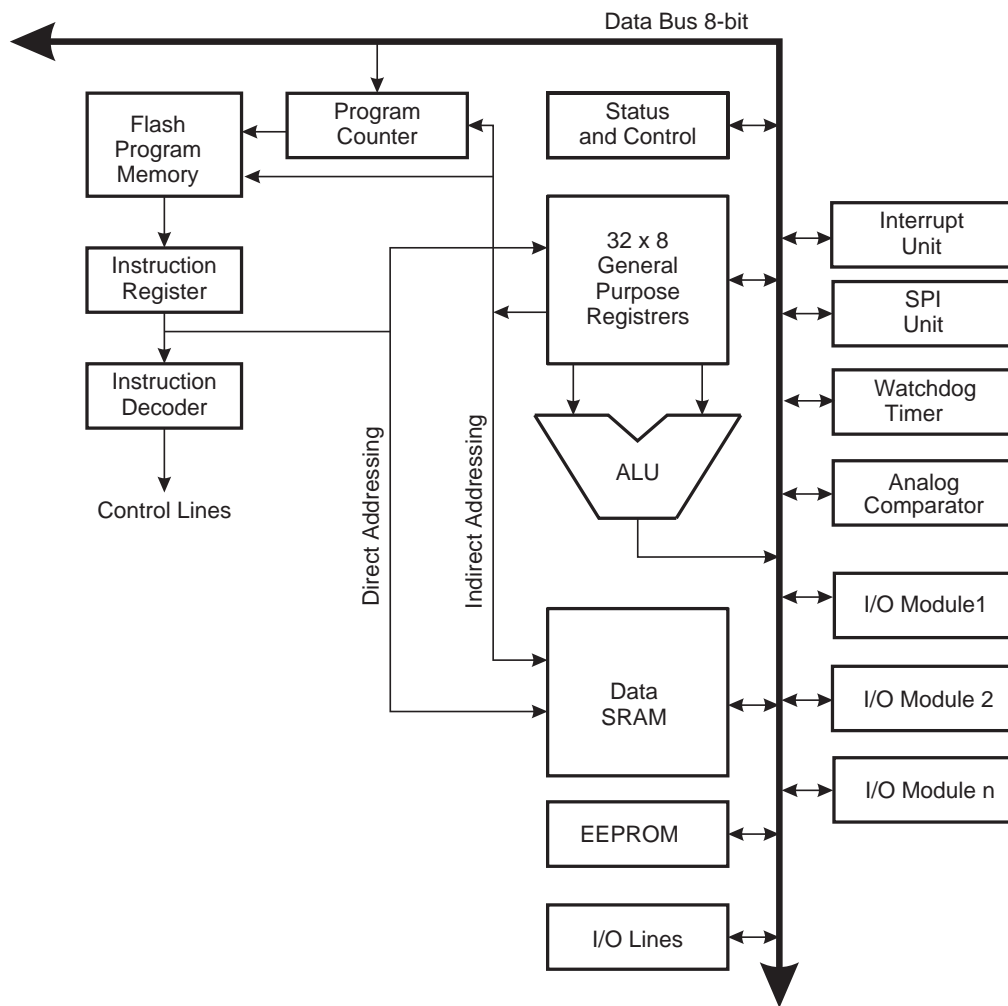 Data Bus 8-bit
Flash
Program
Memory
Program
Counter
Status
and Control
32 x 8
General
Purpose
Registrers
Interrupt
Unit
Instruction
Register
SPI
Unit
Instruction
Decoder
Watchdog
Timer
ALU
Analog
Comparator
Control Lines
Direct Addressing
Indirect Addressing
I/O Module1
Data
SRAM
I/O Module 2
I/O Module n
EEPROM
I/O Lines